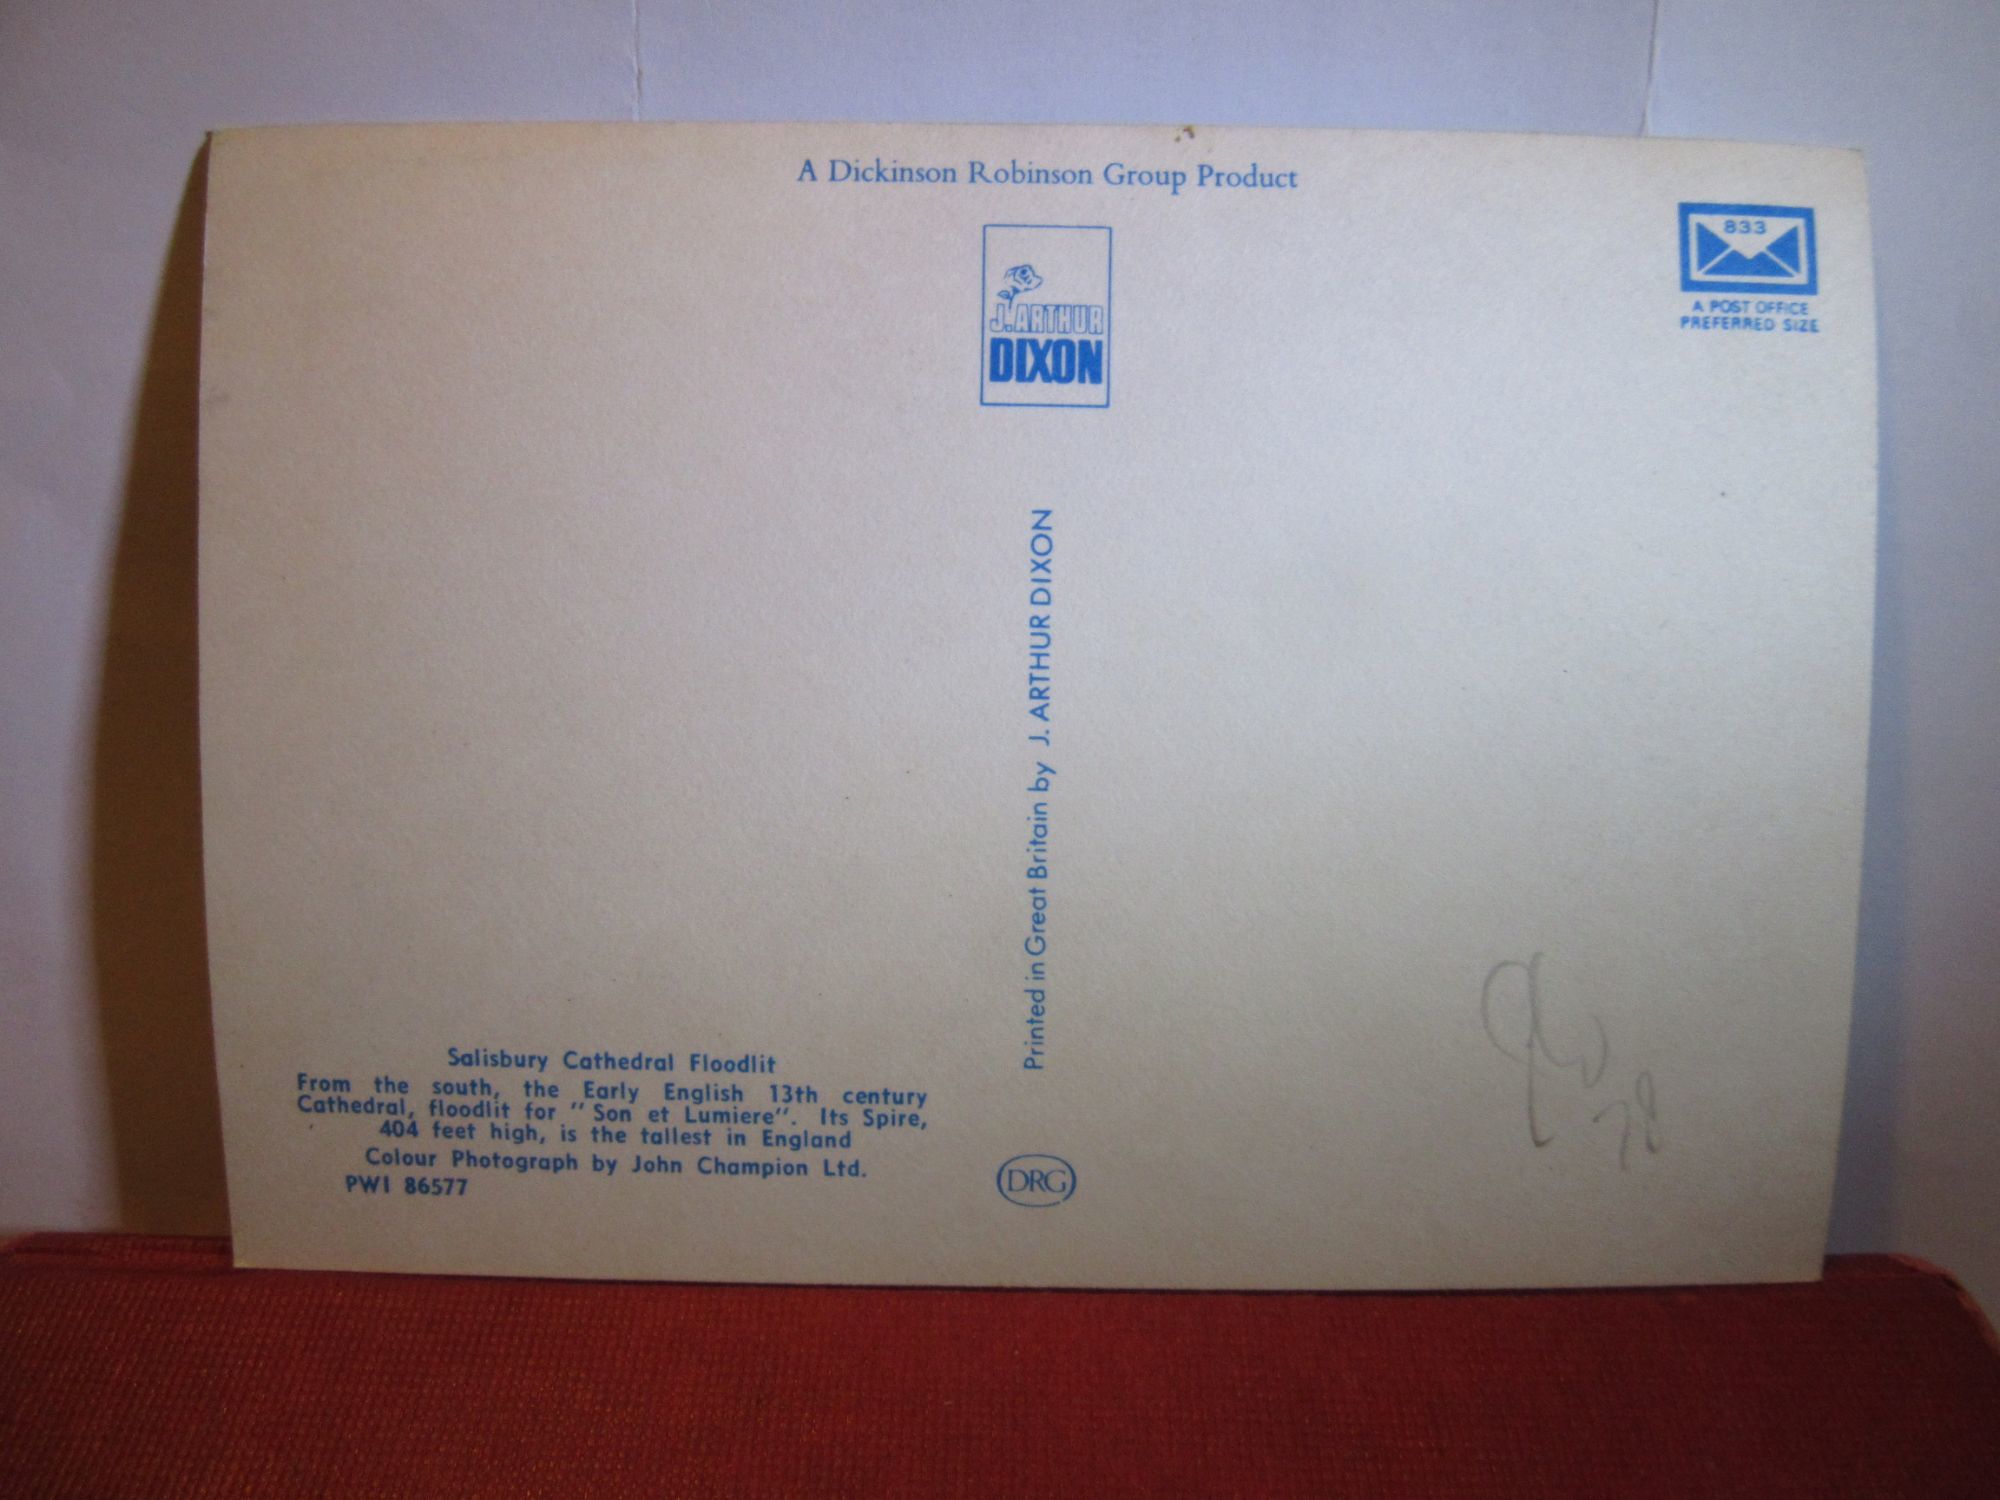 A Dickinson Robinson Group Product
833
A POST OFFICE
PREFERRED SIZE
J. ARTHUR
DIXON
Printed in Great Britain by J. ARTHUR DIXON
Salisbury Cathedral Floodlit
From the south, the Early English 13th century
Cathedral, floodlit for "Son et Lumiere". Its Spire,
404 feet high, is the tallest in England
Colour Photograph by John Champion Ltd.
PWI 86577
DRG